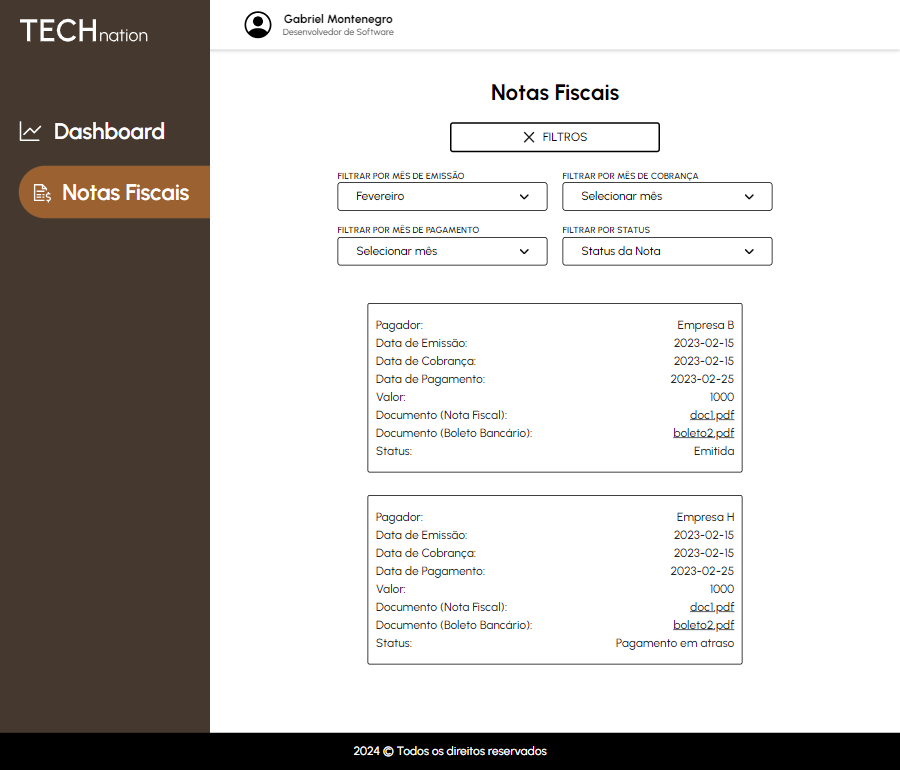 TECHnation
Gabriel Montenegro
Desenvolvedor de Software
Dashboard
Notas Fiscais
Notas Fiscais
FILTROS
FILTRAR POR MÊS DE EMISSÃO
Fevereiro
FILTRAR POR MÊS DE COBRANÇA
Selecionar mês
FILTRAR POR MÊS DE PAGAMENTO
Selecionar mês
FILTRAR POR STATUS
Status da Nota
Pagador: Empresa B
Data de Emissão: 2023-02-15
Data de Cobrança: 2023-02-15
Data de Pagamento: 2023-02-25
Valor: 1000
Documento (Nota Fiscal): doc1.pdf
Documento (Boleto Bancário): boleto2.pdf
Status: Emitida
Pagador: Empresa H
Data de Emissão: 2023-02-15
Data de Cobrança: 2023-02-15
Data de Pagamento: 2023-02-25
Valor: 1000
Documento (Nota Fiscal): doc1.pdf
Documento (Boleto Bancário): boleto2.pdf
Status: Pagamento em atraso
2024 © Todos os direitos reservados